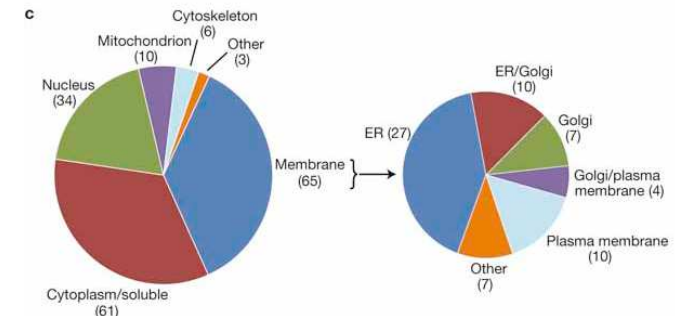 c
Cytoskeleton
(6)
Mitochondrion
(10)
Other
(3)
Nucleus
(34)
Membrane
(65)
Cytoplasm/soluble
(61)
ER/Golgi
(10)
Golgi
(7)
ER (27)
Golgi/plasma
membrane (4)
Plasma membrane
(10)
Other
(7)